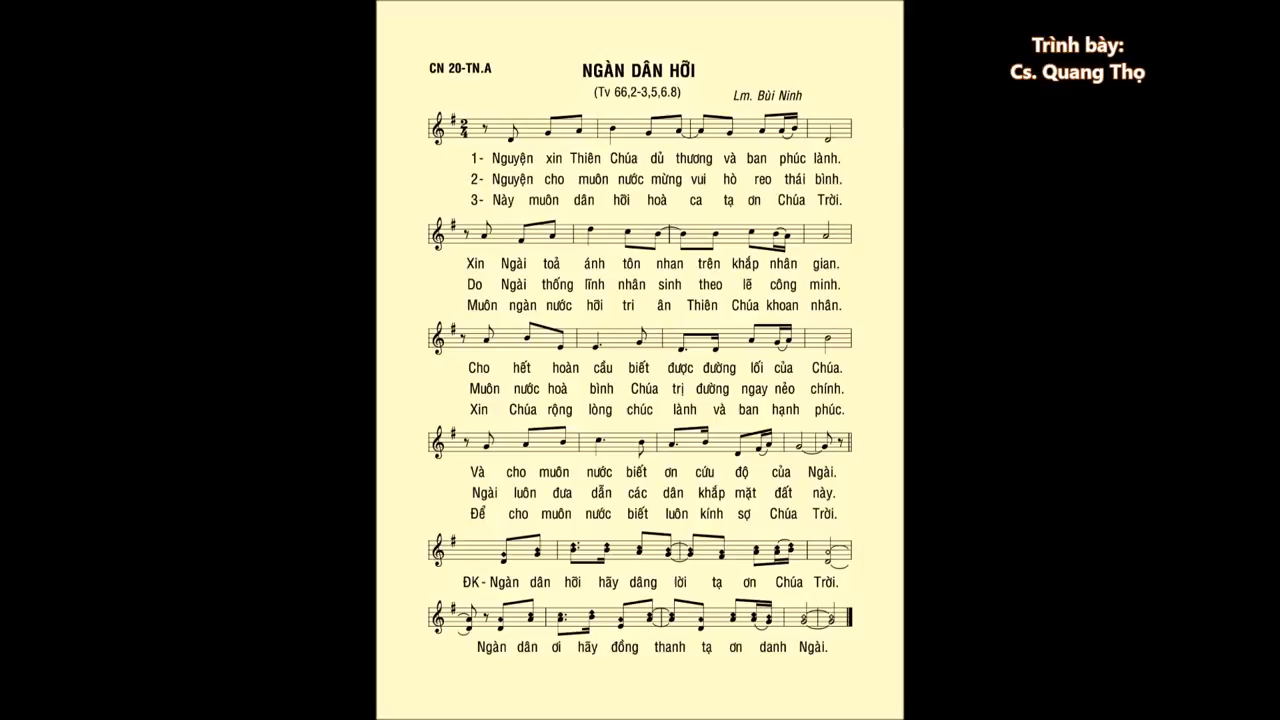 Trình bày:
Cs. Quang Thọ
CN 20-TN.A
NGÀN DÂN HỠI
(Tv 66,2-3,5,6.8)
Lm. Bùi Ninh
1- Nguyện xin Thiên Chúa dủ thương và ban phúc lành.
2- Nguyện cho muôn nước mừng vui hò reo thái bình.
3- Này muôn dân hỡi hoà ca tạ ơn Chúa Trời.
Xin Ngài toả ánh tôn nhan trên khắp nhân gian.
Do Ngài thống lĩnh nhân sinh theo lẽ công minh.
Muôn ngàn nước hỡi tri ân Thiên Chúa khoan nhân.
Cho hết hoàn cầu biết được đường lối của Chúa.
Muôn nước hoà bình Chúa trị đường ngay nẻo chính.
Xin Chúa rộng lòng chúc lành và ban hạnh phúc.
Và cho muôn nước biết ơn cứu độ của Ngài.
Ngài luôn đưa dẫn các dân khắp mặt đất này.
Để cho muôn nước biết luôn kính sợ Chúa Trời.
ĐK- Ngàn dân hỡi hãy dâng lời tạ ơn Chúa Trời.
Ngàn dân ơi hãy đồng thanh tạ ơn danh Ngài.